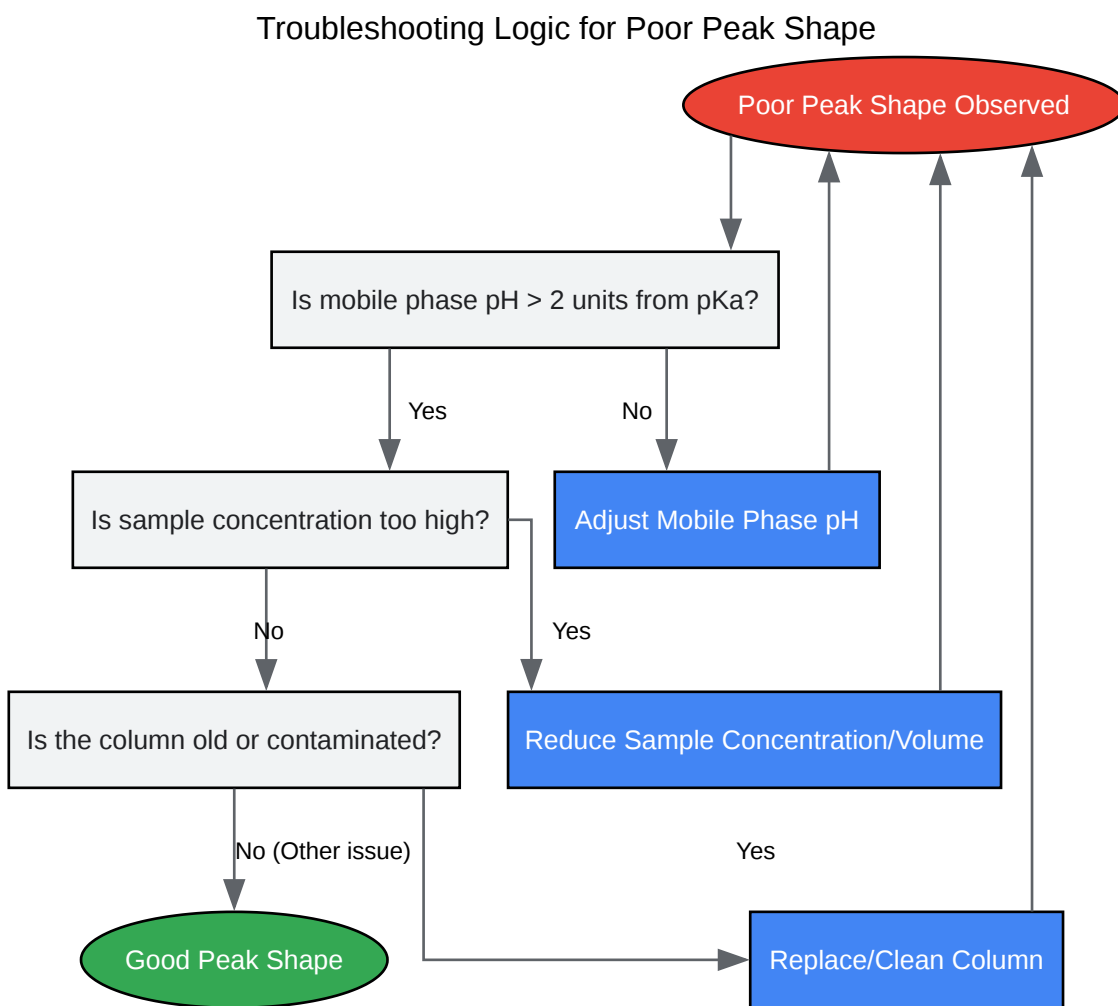 Troubleshooting Logic for Poor Peak Shape
Poor Peak Shape Observed
Is mobile phase pH > 2 units from pKa?
Yes
No
Is sample concentration too high?
Adjust Mobile Phase pH
No
Yes
Is the column old or contaminated?
Reduce Sample Concentration/Volume
No (Other issue)
Yes
Good Peak Shape
Replace/Clean Column